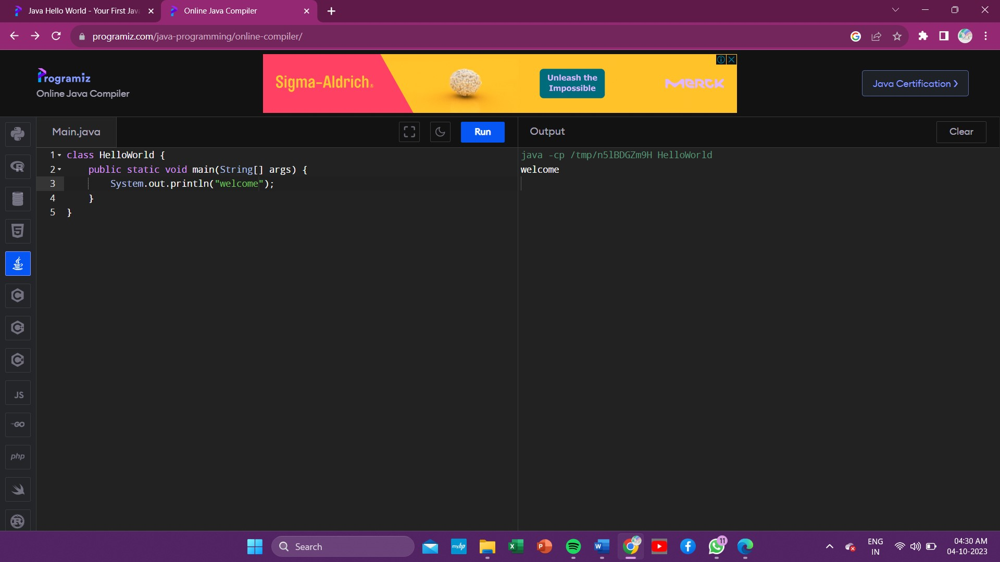 Java Hello World - Your First Jav
Online Java Compiler
programiz.com/java-programming/online-compiler/
Programiz
Online Java Compiler
Sigma-Aldrich®
Unleash the
Impossible
MERCK
Java Certification ›
Main.java
Run
Output
Clear
1 class HelloWorld {
2     public static void main(String[] args) {
3         System.out.println("welcome");
4     }
5 }
java -cp /tmp/n5lBDGZm9H HelloWorld
welcome
R
5
C
C+
C#
JS
GO
php
R
Search
myhp
X
P
W
11
ENG
IN
04:30 AM
04-10-2023